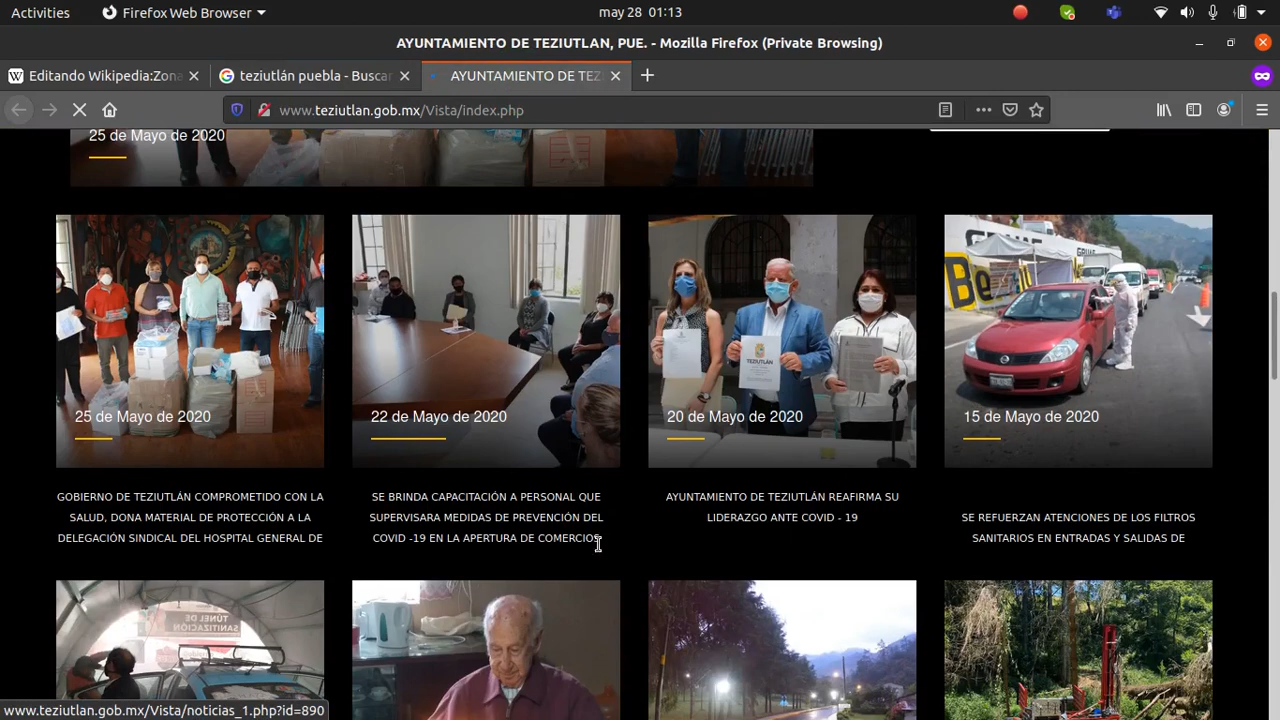 Activities
Firefox Web Browser
may 28 01:13
AYUNTAMIENTO DE TEZIUTLAN, PUE. - Mozilla Firefox (Private Browsing)
Editando Wikipedia:Zona
teziutlán puebla - Buscar
AYUNTAMIENTO DE TEZ
www.teziutlan.gob.mx/Vista/index.php
25 de Mayo de 2020
25 de Mayo de 2020
22 de Mayo de 2020
TEZIUTLÁN
20 de Mayo de 2020
15 de Mayo de 2020
GOBIERNO DE TEZIUTLÁN COMPROMETIDO CON LA
SALUD, DONA MATERIAL DE PROTECCIÓN A LA
DELEGACIÓN SINDICAL DEL HOSPITAL GENERAL DE
SE BRINDA CAPACITACIÓN A PERSONAL QUE
SUPERVISARA MEDIDAS DE PREVENCIÓN DEL
COVID -19 EN LA APERTURA DE COMERCIOS.
AYUNTAMIENTO DE TEZIUTLÁN REAFIRMA SU
LIDERAZGO ANTE COVID - 19
SE REFUERZAN ATENCIONES DE LOS FILTROS
SANITARIOS EN ENTRADAS Y SALIDAS DE
TÚNEL DE
SANITIZACIÓN
www.teziutlan.gob.mx/Vista/noticias_1.php?id=890